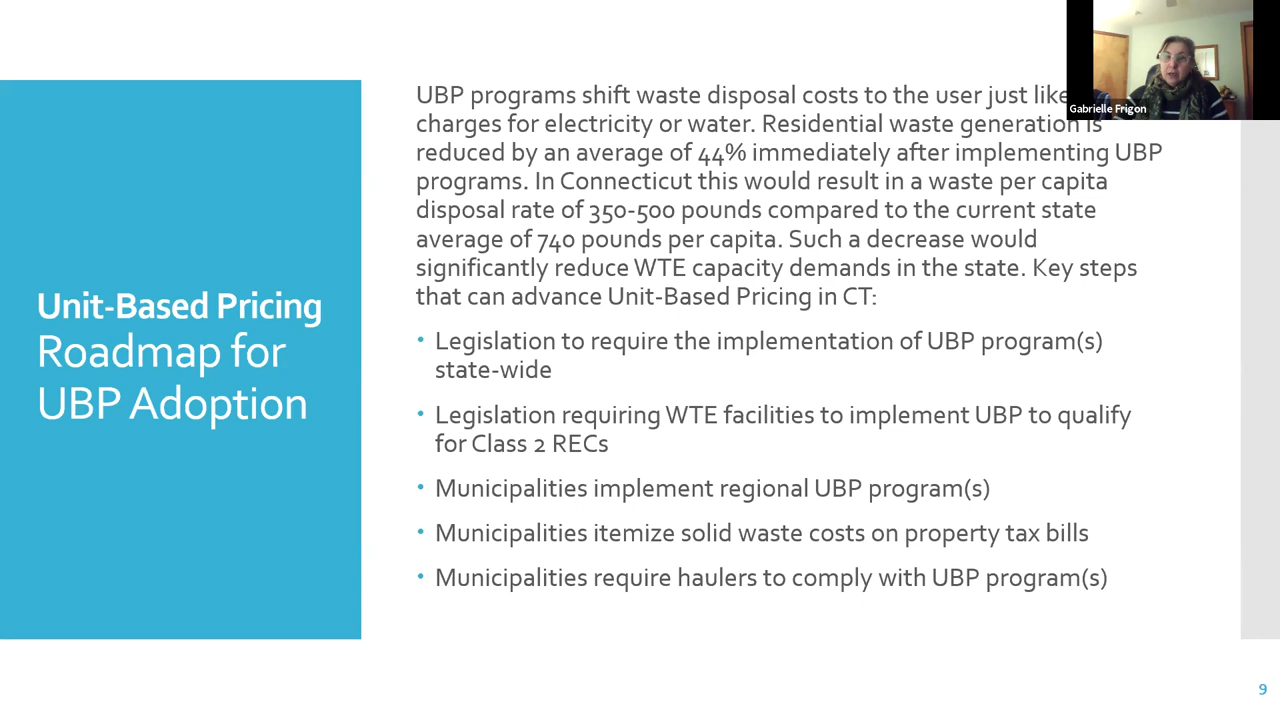 Unit-Based Pricing
Roadmap for
UBP Adoption
UBP programs shift waste disposal costs to the user just like
charges for electricity or water. Residential waste generation is
reduced by an average of 44% immediately after implementing UBP
programs. In Connecticut this would result in a waste per capita
disposal rate of 350-500 pounds compared to the current state
average of 740 pounds per capita. Such a decrease would
significantly reduce WTE capacity demands in the state. Key steps
that can advance Unit-Based Pricing in CT:
• Legislation to require the implementation of UBP program(s)
state-wide
• Legislation requiring WTE facilities to implement UBP to qualify
for Class 2 RECs
• Municipalities implement regional UBP program(s)
• Municipalities itemize solid waste costs on property tax bills
• Municipalities require haulers to comply with UBP program(s)
Gabrielle Frigon
9